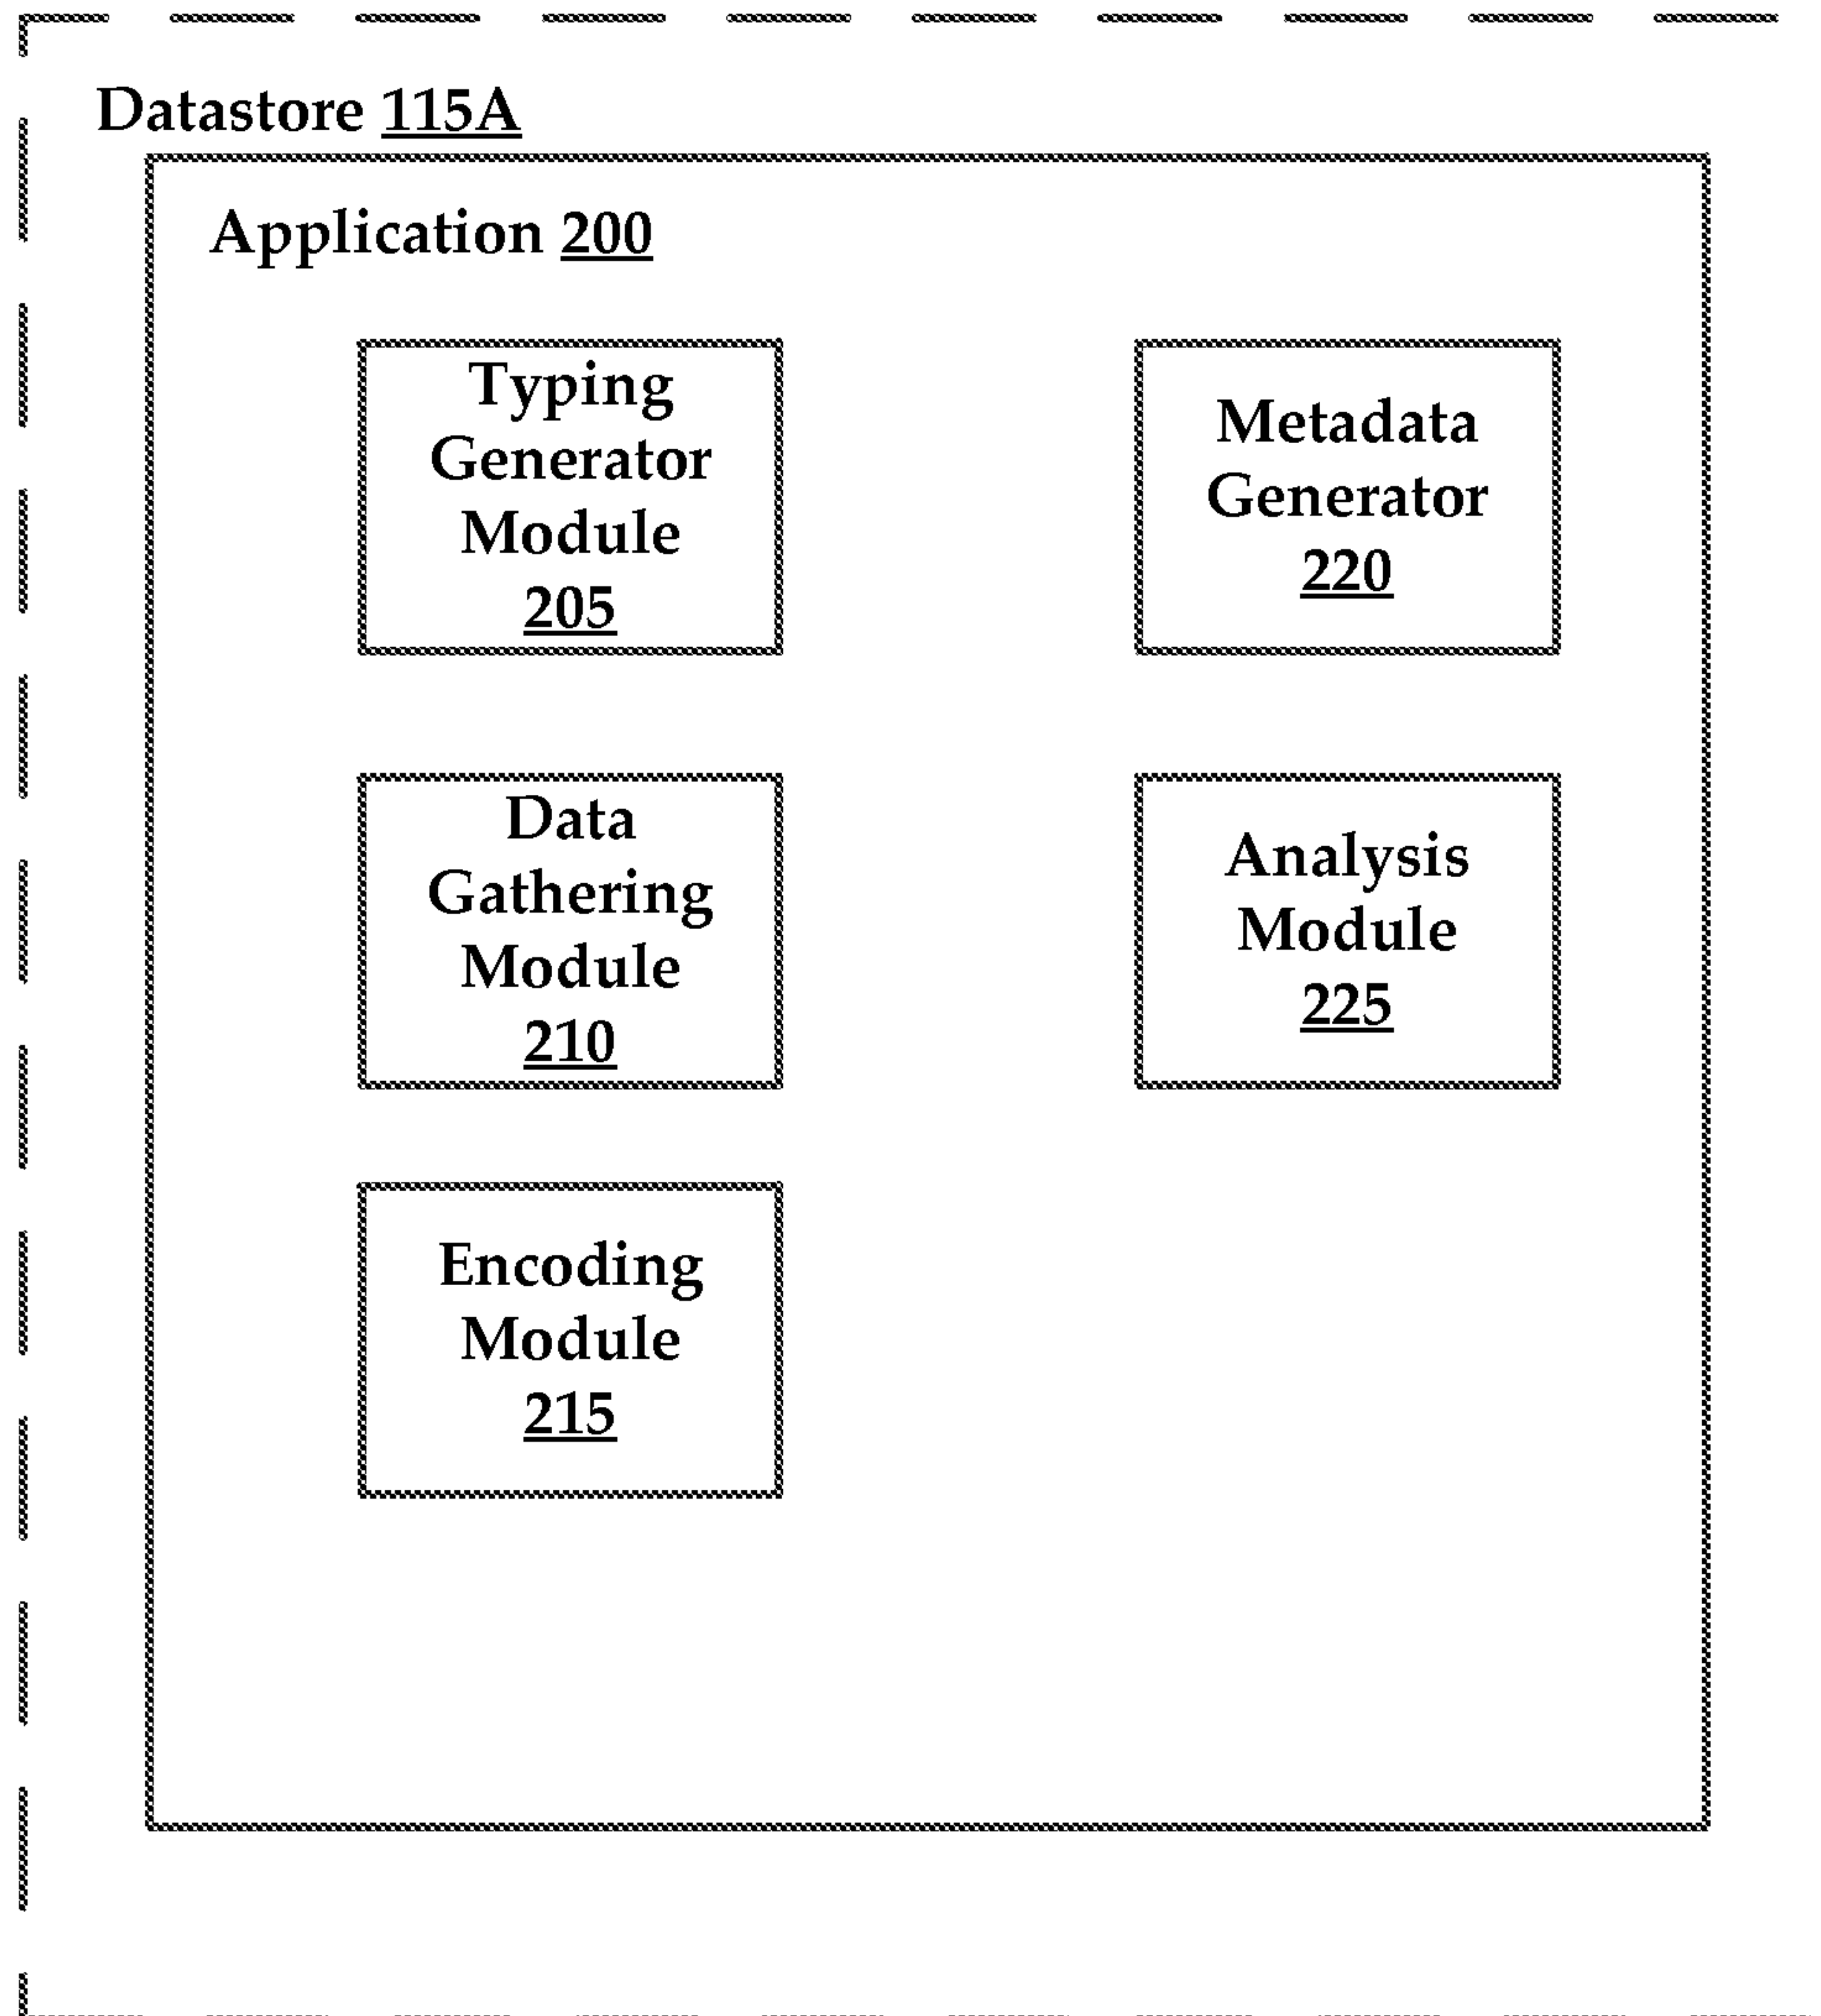 Datastore 115A
Application 200
Typing
Generator
Module
205
Metadata
Generator
220
Data
Gathering
Module
210
Analysis
Module
225
Encoding
Module
215